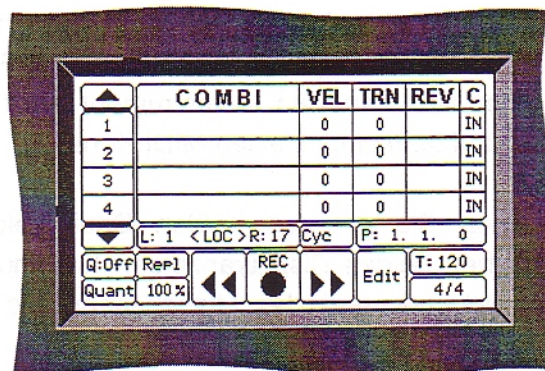 COMBI VEL TRN REV C
1 0 0 IN
2 0 0 IN
3 0 0 IN
4 0 0 IN
L: 1 <LOC>R: 17 Cyc P: 1. 1. 0
Q:Off Repl REC Edit T: 120
Quant 100% 4/4